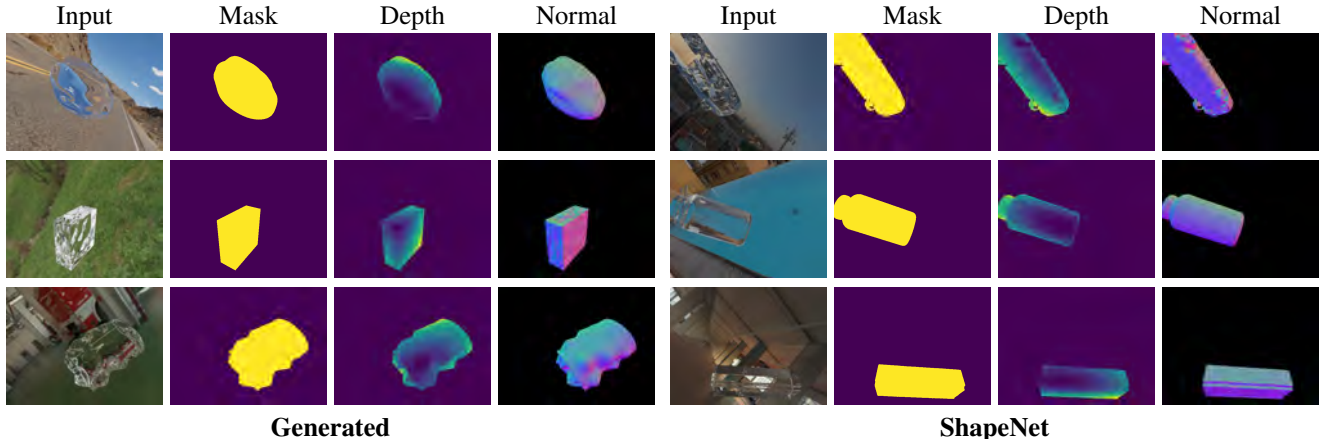 Input Mask Depth Normal Input Mask Depth Normal
Generated ShapeNet